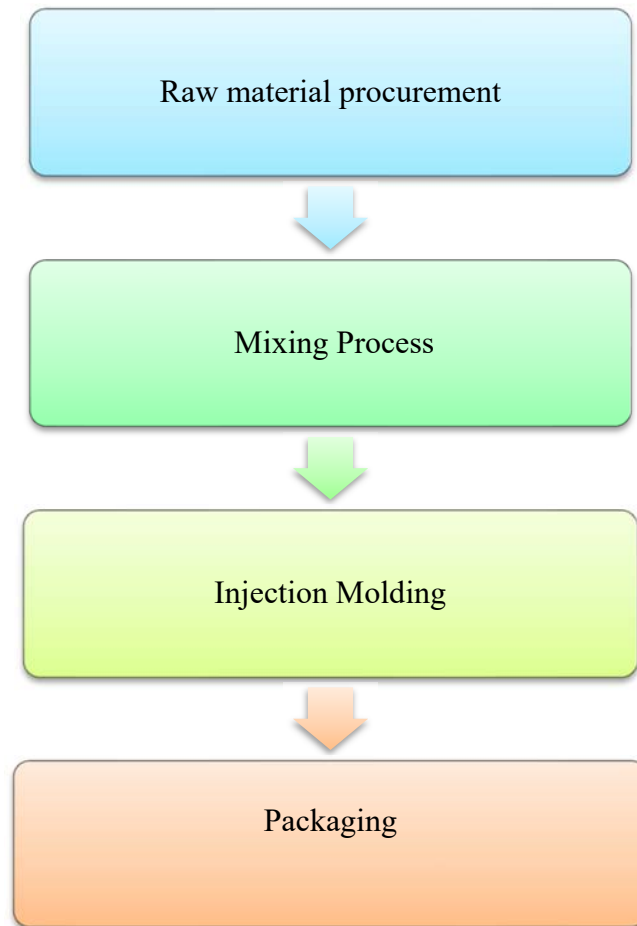 Raw material procurement
Mixing Process
Injection Molding
Packaging